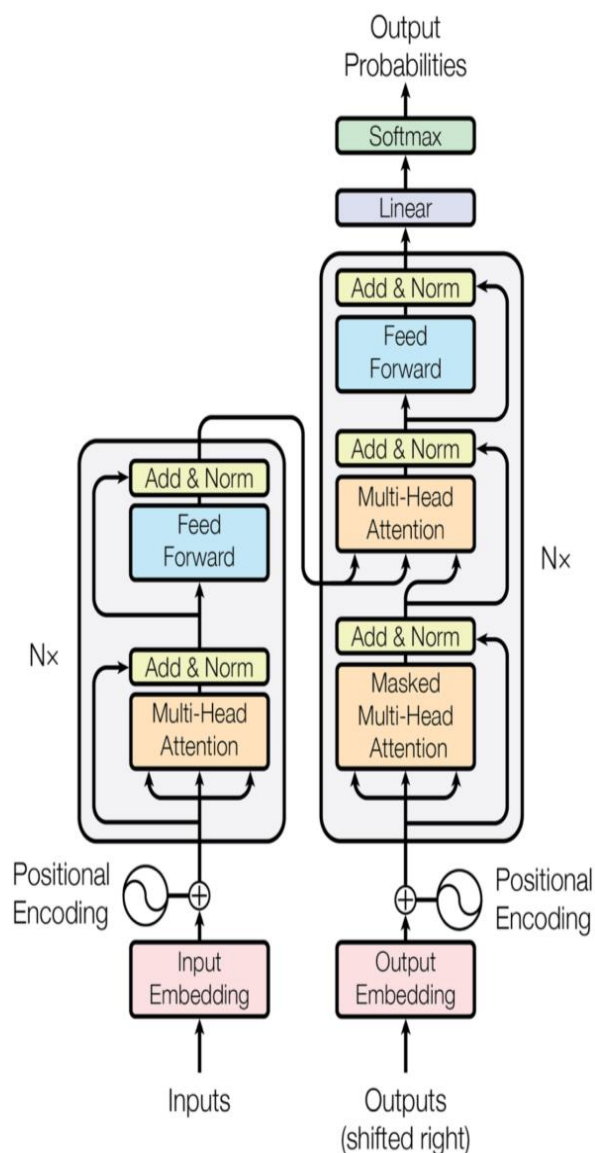 Output
Probabilities
Softmax
Linear
Add & Norm
Feed
Forward
Add & Norm
Multi-Head
Attention
Add & Norm
Masked
Multi-Head
Attention
Nx
Add & Norm
Feed
Forward
Add & Norm
Multi-Head
Attention
Nx
Positional
Encoding
Positional
Encoding
Input
Embedding
Output
Embedding
Inputs
Outputs
(shifted right)